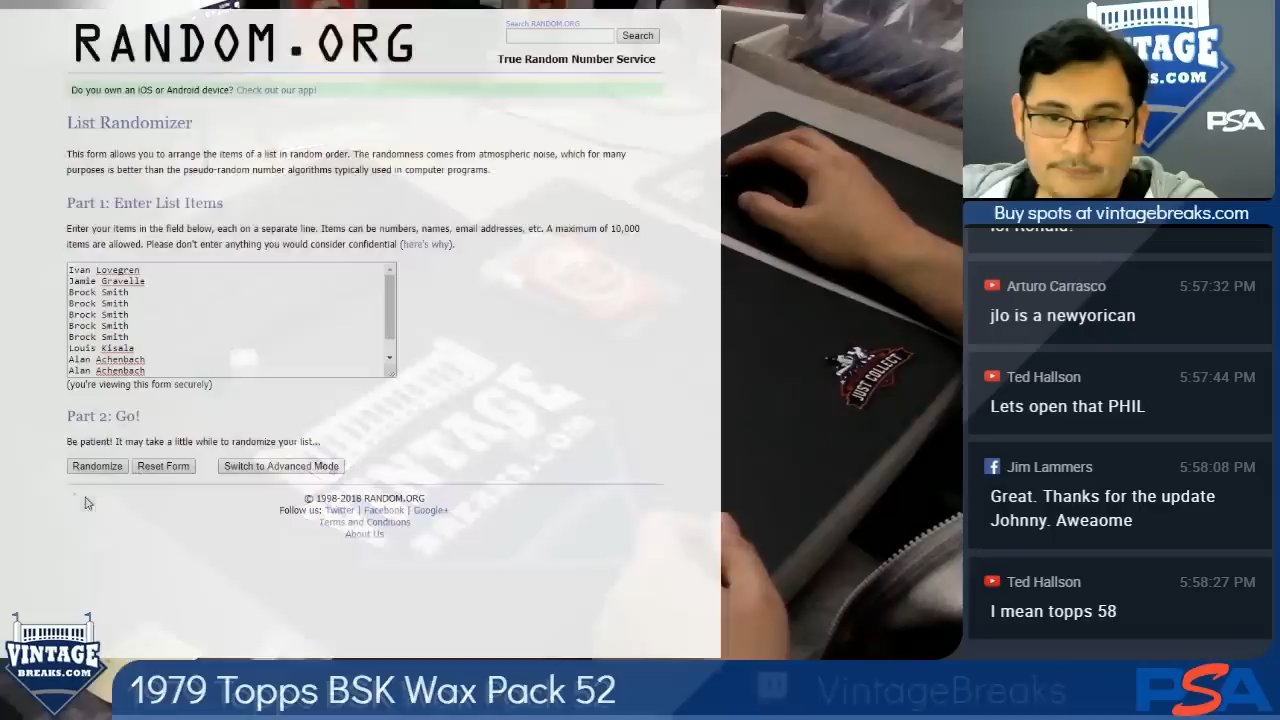 RANDOM.ORG
Search RANDOM.ORG
Search
True Random Number Service
Do you own an iOS or Android device? Check out our app!
List Randomizer
This form allows you to arrange the items of a list in random order. The randomness comes from atmospheric noise, which for many
purposes is better than the pseudo-random number algorithms typically used in computer programs.
Part 1: Enter List Items
Enter your items in the field below, each on a separate line. Items can be numbers, names, email addresses, etc. A maximum of 10,000
items are allowed. Please don't enter anything you would consider confidential (here's why).
Ivan Lovegren
Jamie Gravelle
Brock Smith
Brock Smith
Brock Smith
Brock Smith
Brock Smith
Louis Kisala
Alan Achenbach
Alan Achenbach
(you're viewing this form securely)
Part 2: Go!
Be patient! It may take a little while to randomize your list...
Randomize
Reset Form
Switch to Advanced Mode
© 1998-2018 RANDOM.ORG
Follow us: Twitter | Facebook | Google+
Terms and Conditions
About Us
VINTAGE
BREAKS.COM
JUST COLLECT
VINTAGE
.COM
PSA
Buy spots at vintagebreaks.com
Arturo Carrasco 5:57:32 PM
jlo is a newyorican
Ted Hallson 5:57:44 PM
Lets open that PHIL
Jim Lammers 5:58:08 PM
Great. Thanks for the update
Johnny. Aweaome
Ted Hallson 5:58:27 PM
I mean topps 58
VINTAGE
BREAKS.COM
1979 Topps BSK Wax Pack 52
VintageBreaks
PSA